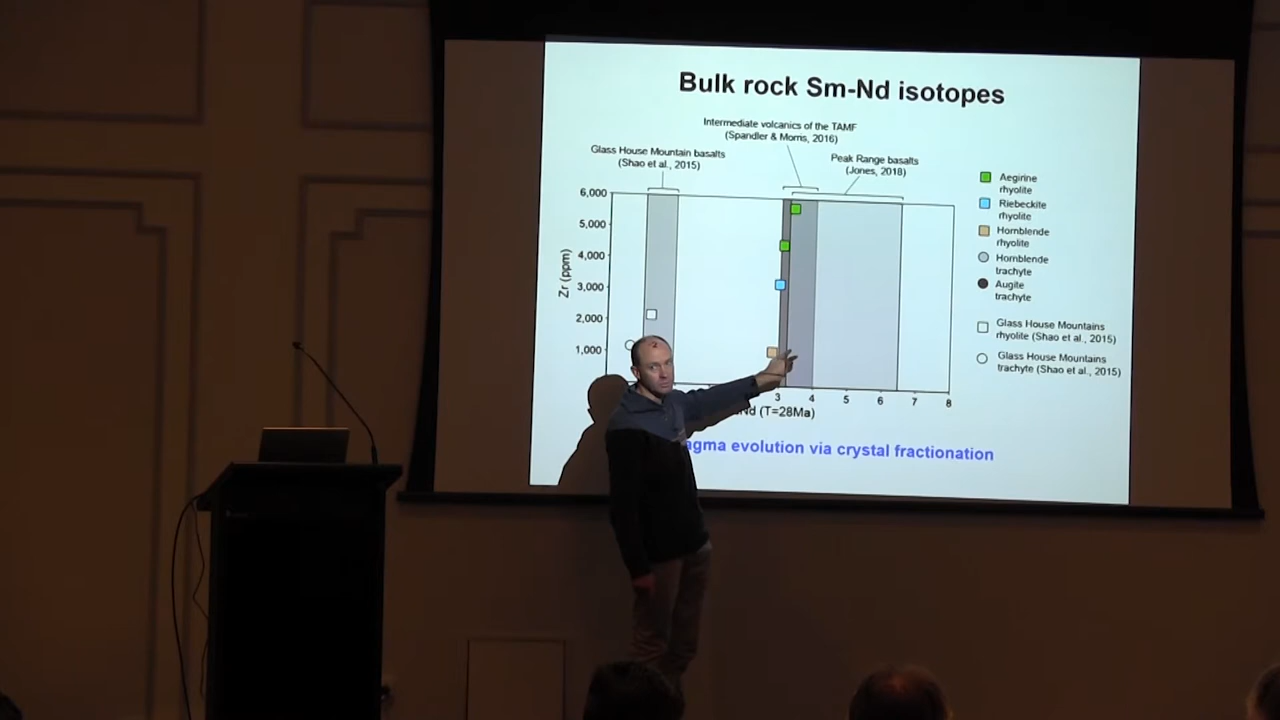 Bulk rock Sm-Nd isotopes
Intermediate volcanics of the TAMF
(Spandler & Morris, 2016)
Glass House Mountain basalts
(Shao et al., 2015)
Peak Range basalts
(Jones, 2018)
6,000
5,000
4,000
3,000
2,000
1,000
Zr (ppm)
3
4
5
6
7
8
Nd (T=28Ma)
Aegirine
rhyolite
Riebeckite
rhyolite
Hornblende
rhyolite
Hornblende
trachyte
Augite
trachyte
Glass House Mountains
rhyolite (Shao et al., 2015)
Glass House Mountains
trachyte (Shao et al., 2015)
agma evolution via crystal fractionation